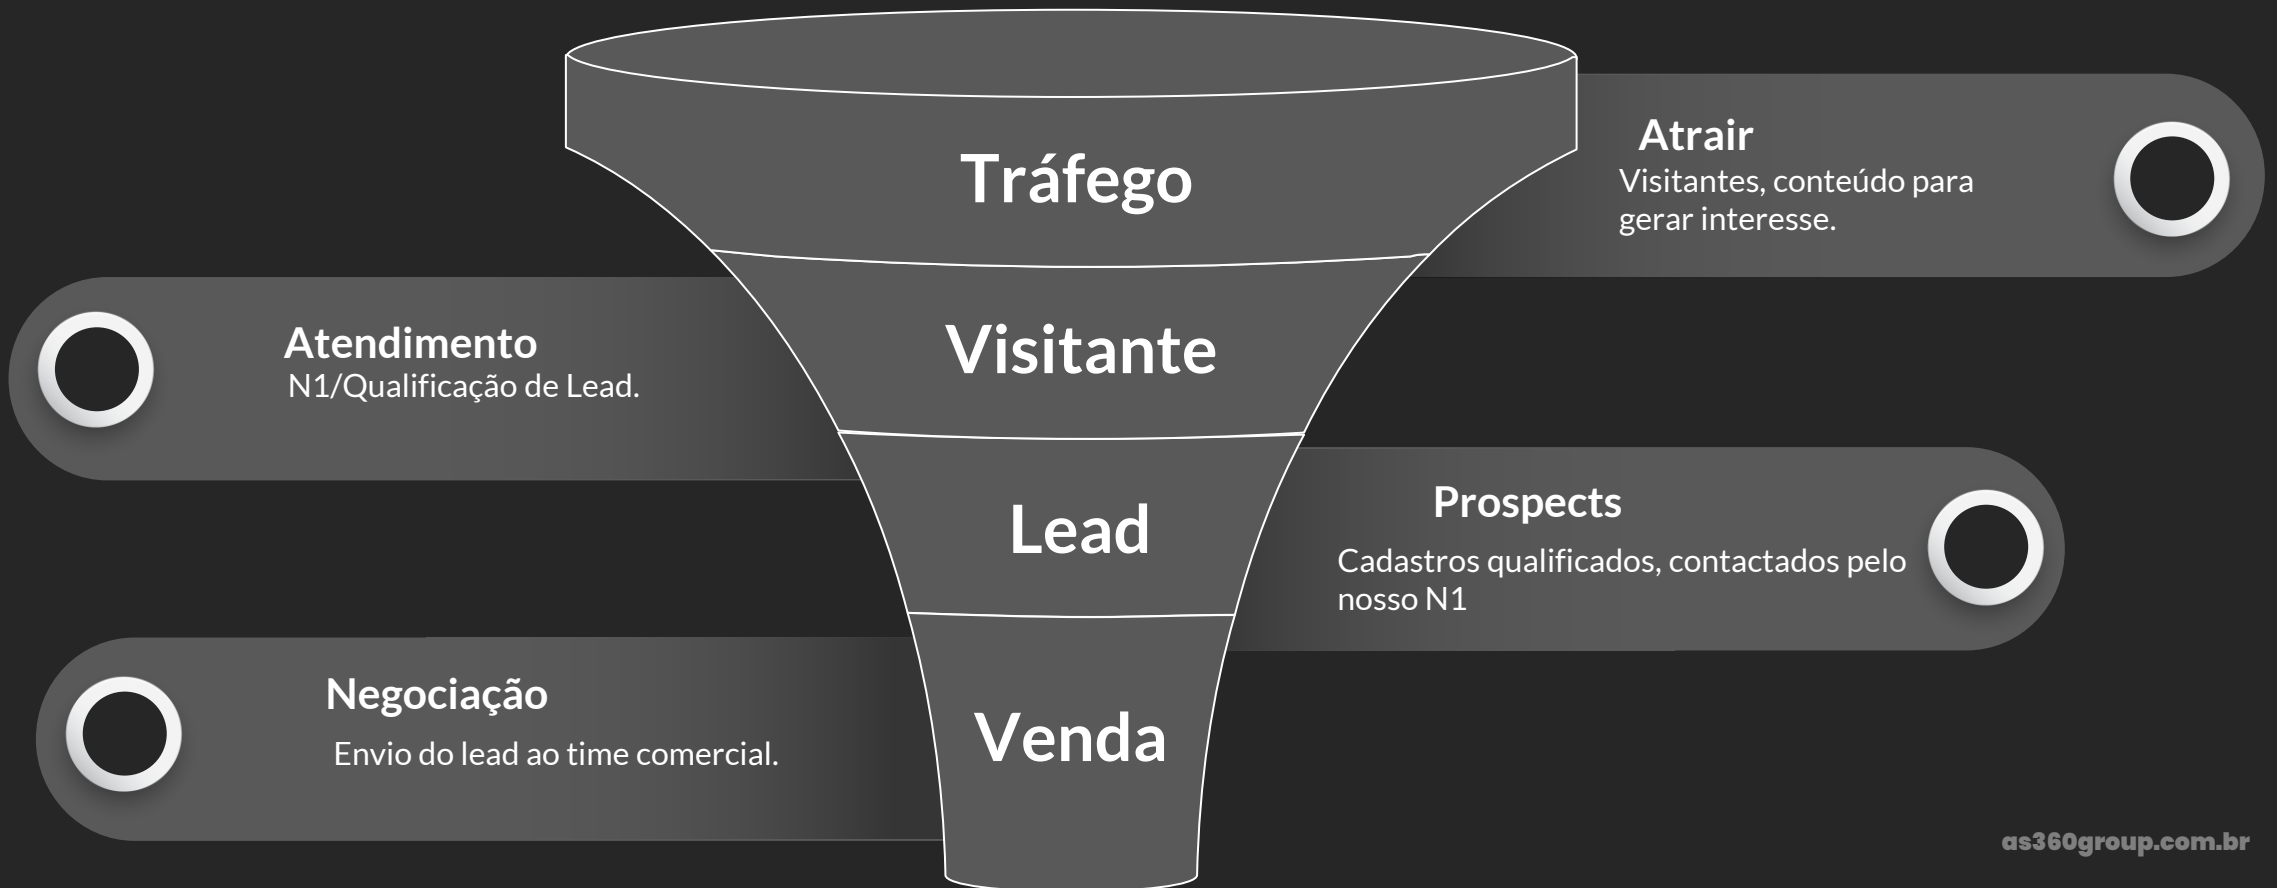 Tráfego
Atrair
Visitantes, conteúdo para
gerar interesse.
Visitante
Atendimento
N1/Qualificação de Lead.
Lead
Prospects
Cadastros qualificados, contactados pelo
nosso N1
Venda
Negociação
Envio do lead ao time comercial.
as360group.com.br